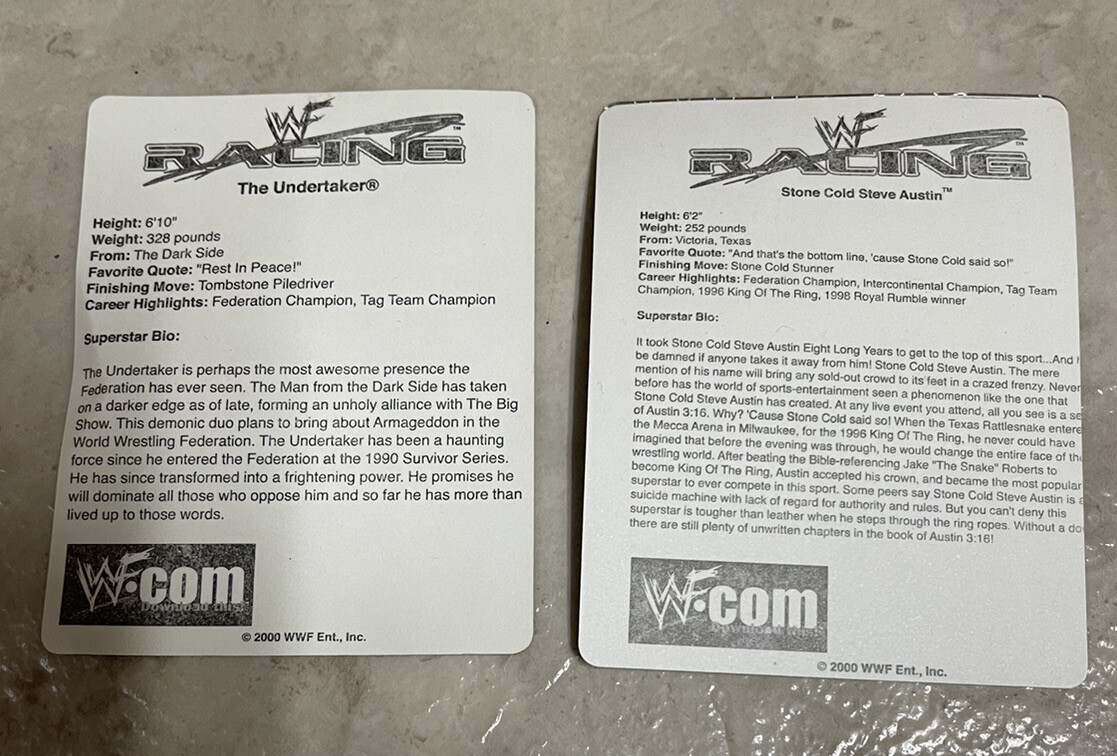 WF
RACING™
The Undertaker®
Height: 6'10"
Weight: 328 pounds
From: The Dark Side
Favorite Quote: "Rest In Peace!"
Finishing Move: Tombstone Piledriver
Career Highlights: Federation Champion, Tag Team Champion
Superstar Bio:
The Undertaker is perhaps the most awesome presence the
Federation has ever seen. The Man from the Dark Side has taken
on a darker edge as of late, forming an unholy alliance with The Big
Show. This demonic duo plans to bring about Armageddon in the
World Wrestling Federation. The Undertaker has been a haunting
force since he entered the Federation at the 1990 Survivor Series.
He has since transformed into a frightening power. He promises he
will dominate all those who oppose him and so far he has more than
lived up to those words.
WF.com
Download this!
© 2000 WWF Ent., Inc.
WF
RACING™
Stone Cold Steve Austin™
Height: 6'2"
Weight: 252 pounds
From: Victoria, Texas
Favorite Quote: "And that's the bottom line, 'cause Stone Cold said so!"
Finishing Move: Stone Cold Stunner
Career Highlights: Federation Champion, Intercontinental Champion, Tag Team
Champion, 1996 King Of The Ring, 1998 Royal Rumble winner
Superstar Bio:
It took Stone Cold Steve Austin Eight Long Years to get to the top of this sport...And
be damned if anyone takes it away from him! Stone Cold Steve Austin. The mere
mention of his name will bring any sold-out crowd to its feet in a crazed frenzy. Never
before has the world of sports-entertainment seen a phenomenon like the one that
Stone Cold Steve Austin has created. At any live event you attend, all you see is a
of Austin 3:16. Why? 'Cause Stone Cold said so! When the Texas Rattlesnake entere
the Mecca Arena in Milwaukee, for the 1996 King Of The Ring, he never could have
imagined that before the evening was through, he would change the entire face of th
wrestling world. After beating the Bible-referencing Jake "The Snake" Roberts to
become King Of The Ring, Austin accepted his crown, and became the most popular
superstar to ever compete in this sport. Some peers say Stone Cold Steve Austin is a
suicide machine with lack of regard for authority and rules. But you can't deny this
superstar is tougher than leather when he steps through the ring ropes. Without a do
there are still plenty of unwritten chapters in the book of Austin 3:16!
WF.com
Download this!
© 2000 WWF Ent., Inc.